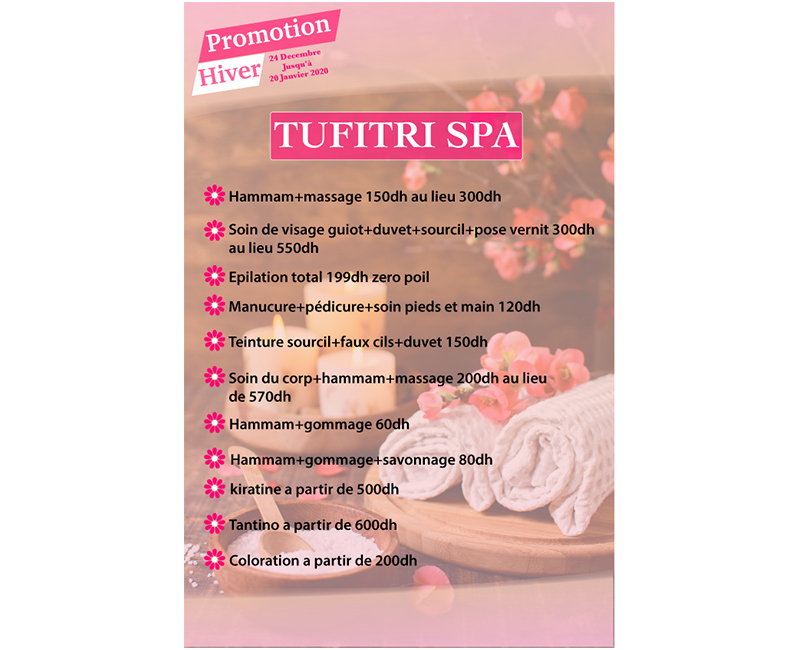 Promotion
Hiver
24 Decembre
Jusqu'à
20 Janvier 2020
TUFITRI SPA
Hammam+massage 150dh au lieu 300dh
Soin de visage guiot+duvet+sourcil+pose vernit 300dh
au lieu 550dh
Epilation total 199dh zero poil
Manucure+pédicure+soin pieds et main 120dh
Teinture sourcil+faux cils+duvet 150dh
Soin du corp+hammam+massage 200dh au lieu
de 570dh
Hammam+gommage 60dh
Hammam+gommage+savonnage 80dh
kiratine a partir de 500dh
Tantino a partir de 600dh
Coloration a partir de 200dh